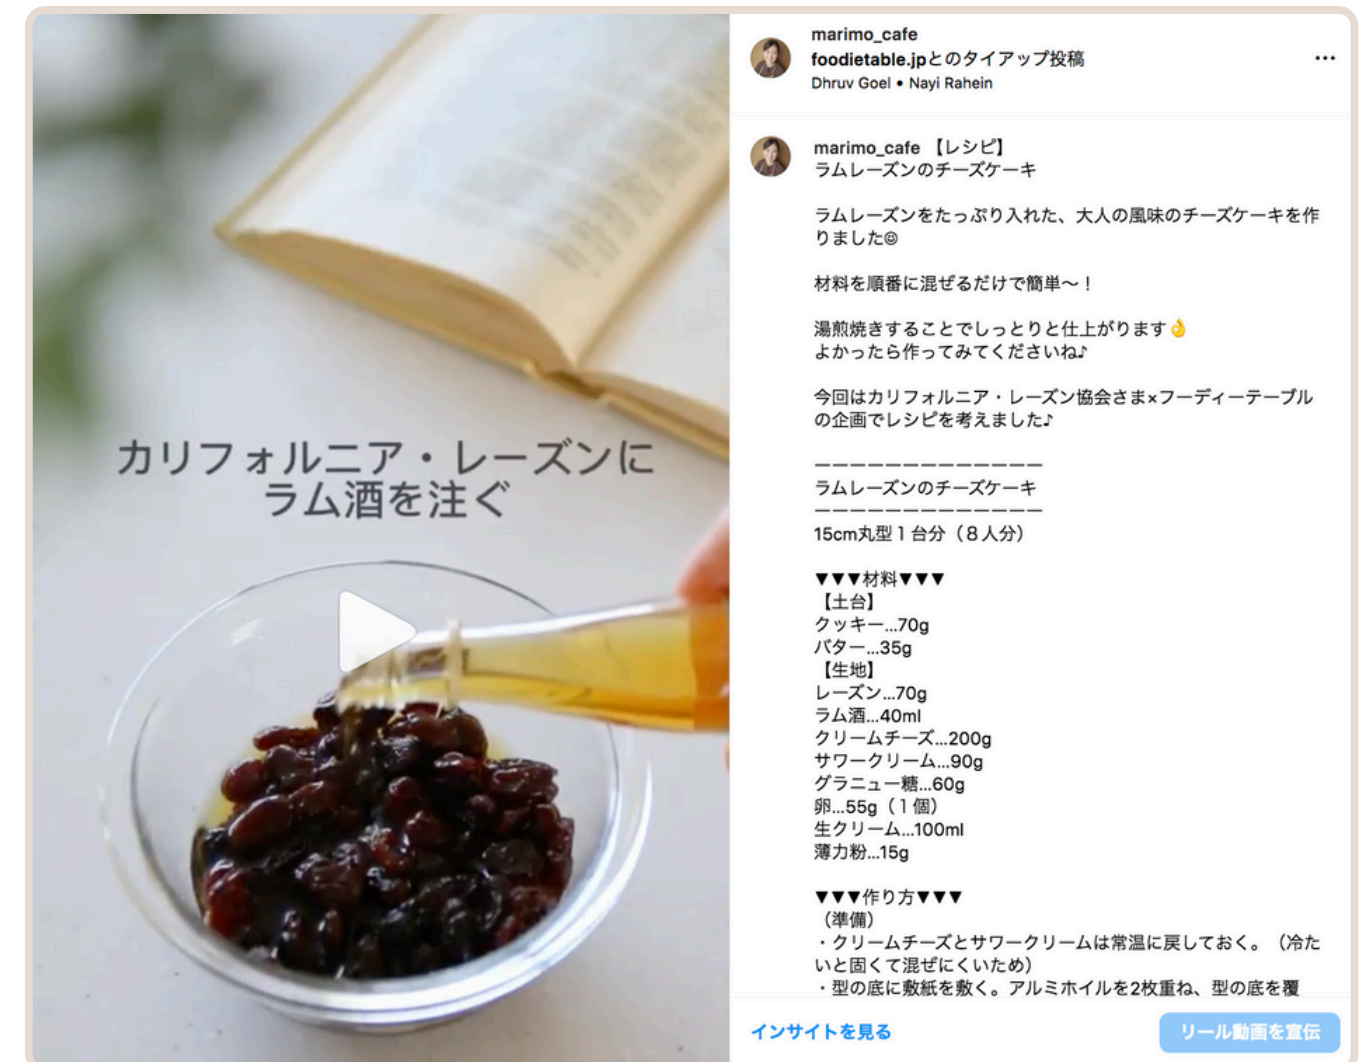 カリフォルニア・レーズンに
ラム酒を注ぐ
marimo_cafe
foodietable.jpとのタイアップ投稿
Dhruv Goel • Nayi Rahein
marimo_cafe 【レシピ】
ラムレーズンのチーズケーキ
ラムレーズンをたっぷり入れた、大人の風味のチーズケーキを作
りました☺
材料を順番に混ぜるだけで簡単〜！
湯煎焼きすることでしっとりと仕上がります👌
よかったら作ってみてくださいね♪
今回はカリフォルニア・レーズン協会さま×フーディーテーブル
の企画でレシピを考えました♪
ーーーーーーーーーーーーー
ラムレーズンのチーズケーキ
ーーーーーーーーーーーーー
15cm丸型１台分（８人分）
▼▼▼材料▼▼▼
【土台】
クッキー…70g
バター…35g
【生地】
レーズン…70g
ラム酒…40ml
クリームチーズ…200g
サワークリーム…90g
グラニュー糖…60g
卵…55g（１個）
生クリーム…100ml
薄力粉…15g
▼▼▼作り方▼▼▼
（準備）
・クリームチーズとサワークリームは常温に戻しておく。（冷た
いと固くて混ぜにくいため）
・型の底に敷紙を敷く。アルミホイルを2枚重ね、型の底を覆
インサイトを見る
リール動画を宣伝